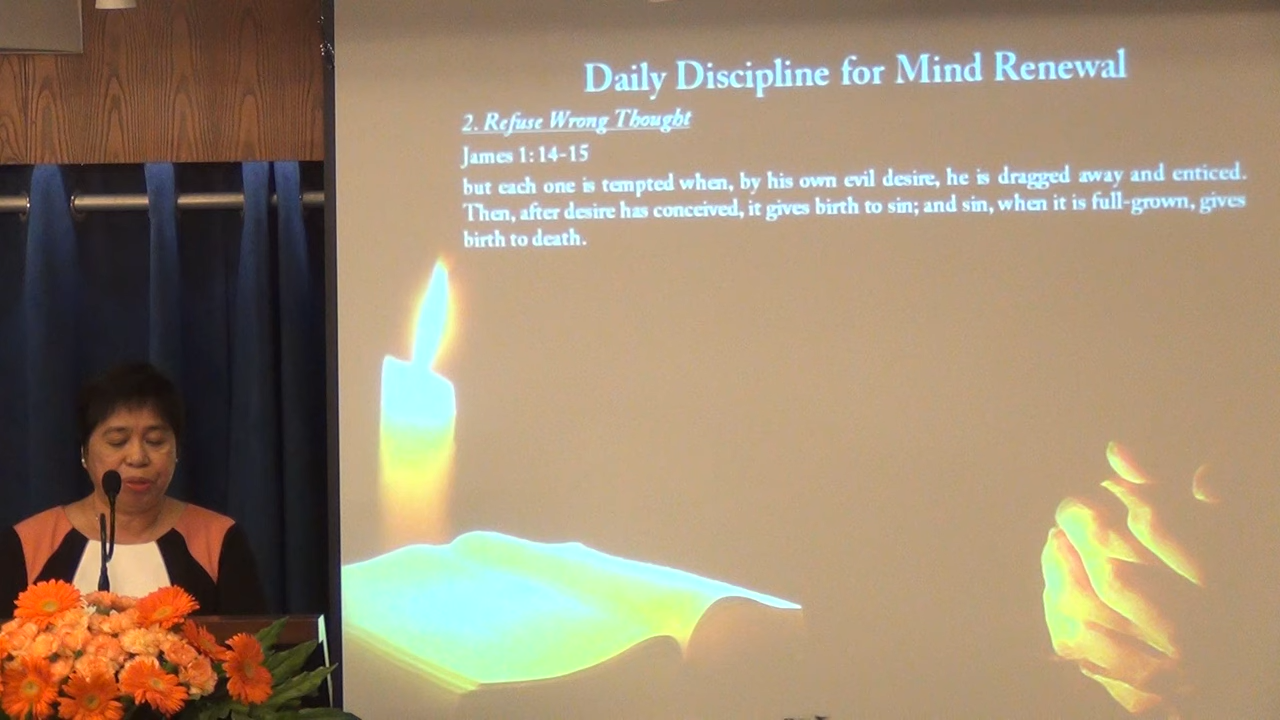 Daily Discipline for Mind Renewal
2. Refuse Wrong Thought
James 1:14-15
but each one is tempted when, by his own evil desire, he is dragged away and enticed.
Then, after desire has conceived, it gives birth to sin; and sin, when it is full-grown, gives
birth to death.